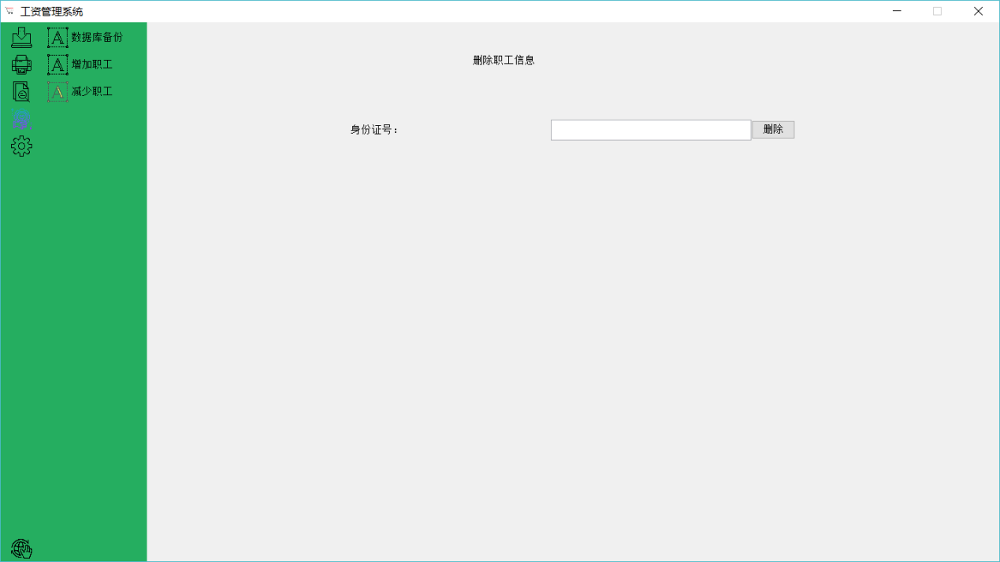 工资管理系统
数据库备份
增加职工
减少职工
删除职工信息
身份证号：
删除